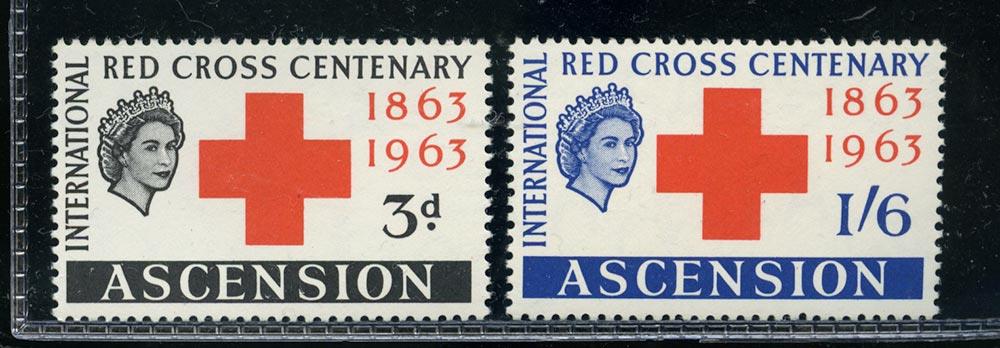 INTERNATIONAL
RED CROSS CENTENARY
1863
1963
3d
ASCENSION
INTERNATIONAL
RED CROSS CENTENARY
1863
1963
1/6
ASCENSION